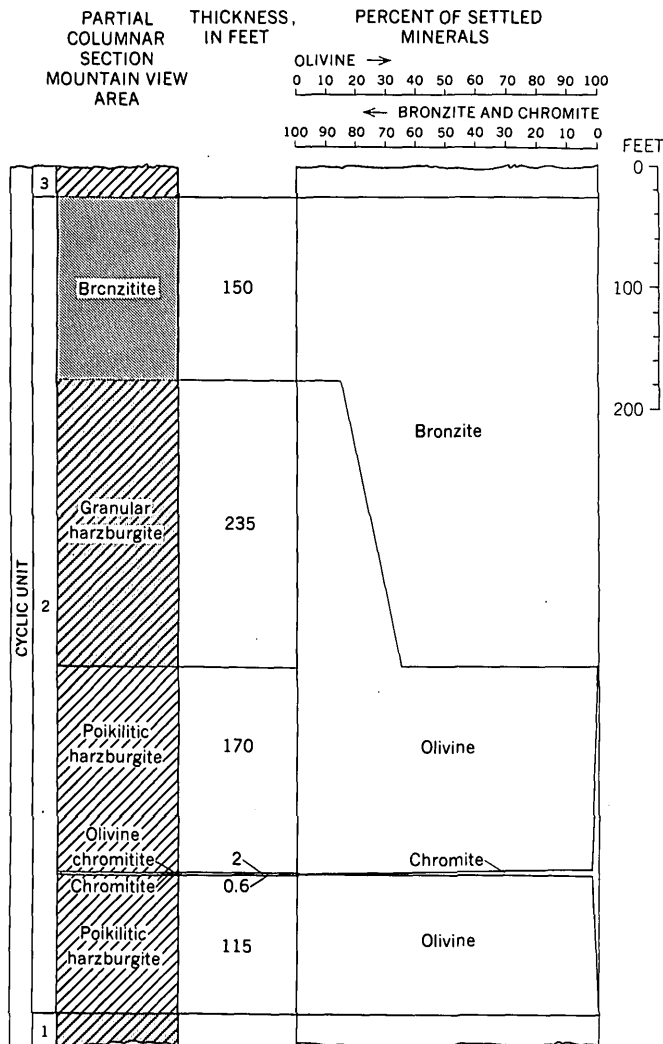 PARTIAL
COLUMNAR
SECTION
MOUNTAIN VIEW
AREA
THICKNESS,
IN FEET
PERCENT OF SETTLED
MINERALS
OLIVINE →
0 10 20 30 40 50 60 70 80 90 100
← BRONZITE AND CHROMITE
100 90 80 70 60 50 40 30 20 10 0
FEET
0
100
200
CYCLIC UNIT
3
2
1
Bronzitite
150
Bronzite
Granular
harzburgite
235
Poikilitic
harzburgite
170
Olivine
Olivine
chromitite
2
Chromite
Chromitite
0.6
Poikilitic
harzburgite
115
Olivine